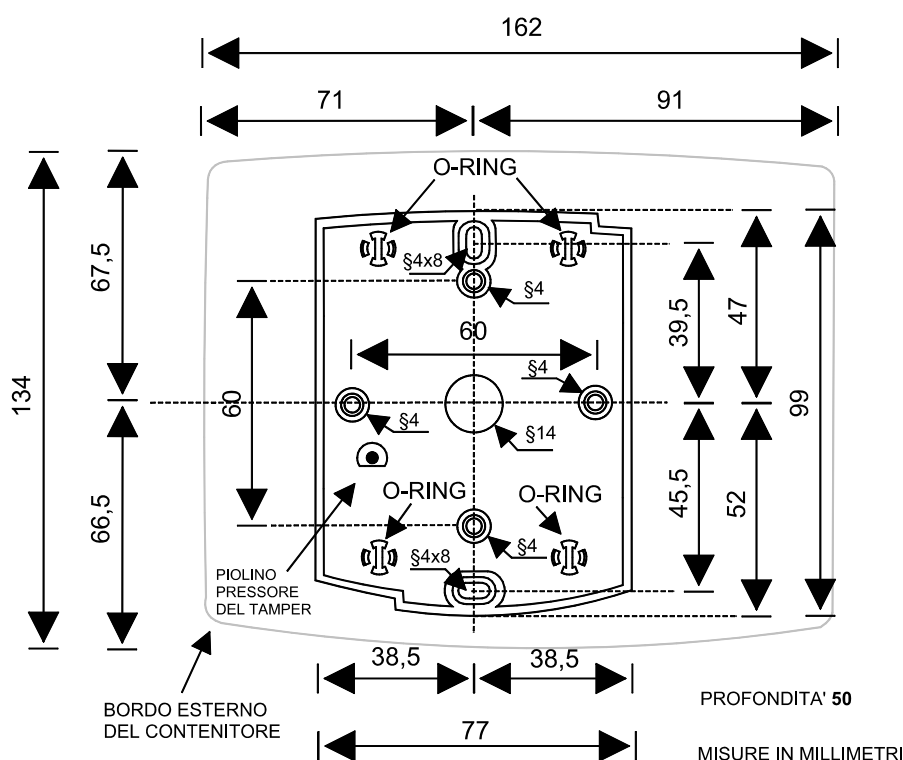 162
71
91
O-RING
§4x8
§4
67,5
134
60
60
39,5
47
99
§4
§4
§14
66,5
45,5
52
O-RING
O-RING
§4x8
§4
PIOLINO
PRESSORE
DEL TAMPER
38,5
38,5
BORDO ESTERNO
DEL CONTENITORE
77
PROFONDITA' 50
MISURE IN MILLIMETRI